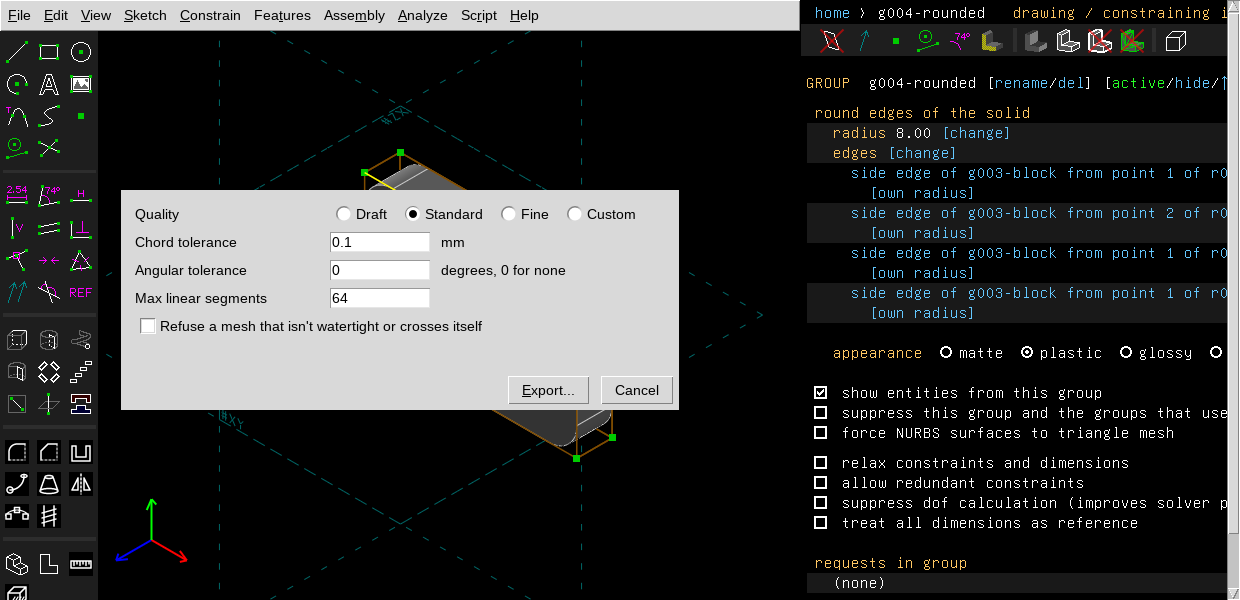 File Edit View Sketch Constrain Features Assembly Analyze Script Help
home › g004-rounded drawing / constraining i
2.54 74° H
T
V
REF
74°
#ZX
#XY
GROUP g004-rounded [rename/del] [active/hide/↑
round edges of the solid
radius 8.00 [change]
edges [change]
side edge of g003-block from point 1 of r0
[own radius]
side edge of g003-block from point 2 of r0
[own radius]
side edge of g003-block from point 1 of r0
[own radius]
side edge of g003-block from point 1 of r0
[own radius]
appearance matte plastic glossy
show entities from this group
suppress this group and the groups that use
force NURBS surfaces to triangle mesh
relax constraints and dimensions
allow redundant constraints
suppress dof calculation (improves solver p
treat all dimensions as reference
requests in group
(none)
Quality Draft Standard Fine Custom
Chord tolerance 0.1 mm
Angular tolerance 0 degrees, 0 for none
Max linear segments 64
Refuse a mesh that isn't watertight or crosses itself
Export... Cancel